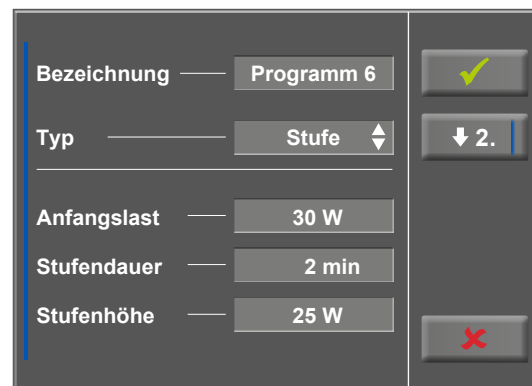 Bezeichnung Programm 6
Typ Stufe
2.
Anfangslast 30 W
Stufendauer 2 min
Stufenhöhe 25 W